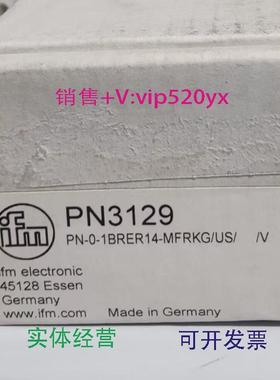 销售+V:vip520yx
ifm
PN3129
PN-0-1BRER14-MFRKG/US/ /V
ifm electronic
45128 Essen
Germany
www.ifm.com Made in Germany
实体经营 可开发票